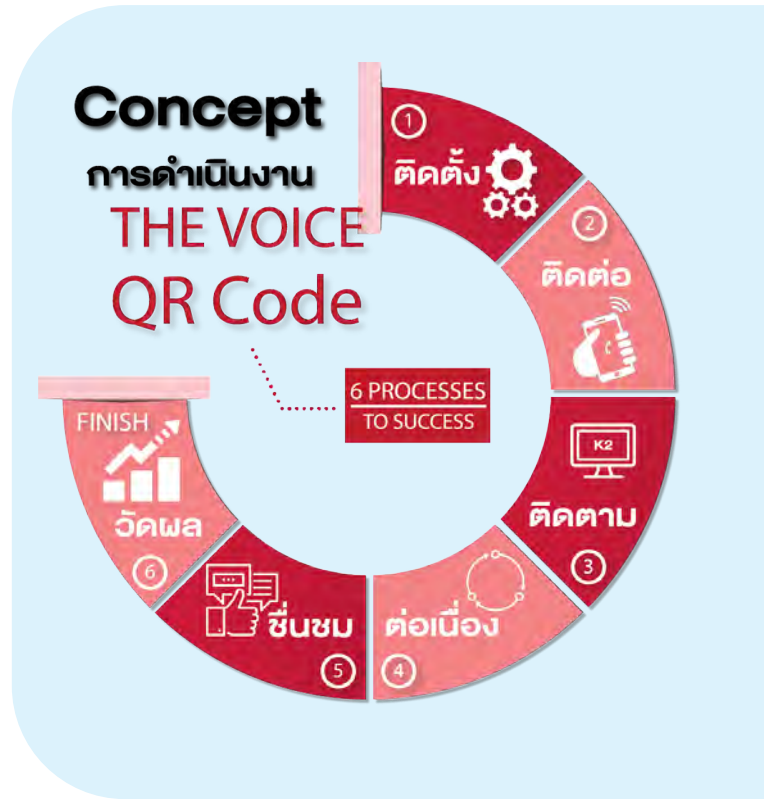 Concept
การดำเนินงาน
THE VOICE
QR Code
6 PROCESSES
TO SUCCESS
1
ติดตั้ง
2
ติดต่อ
K2
ติดตาม
3
ต่อเนื่อง
4
ชื่นชม
5
FINISH
วัดผล
6